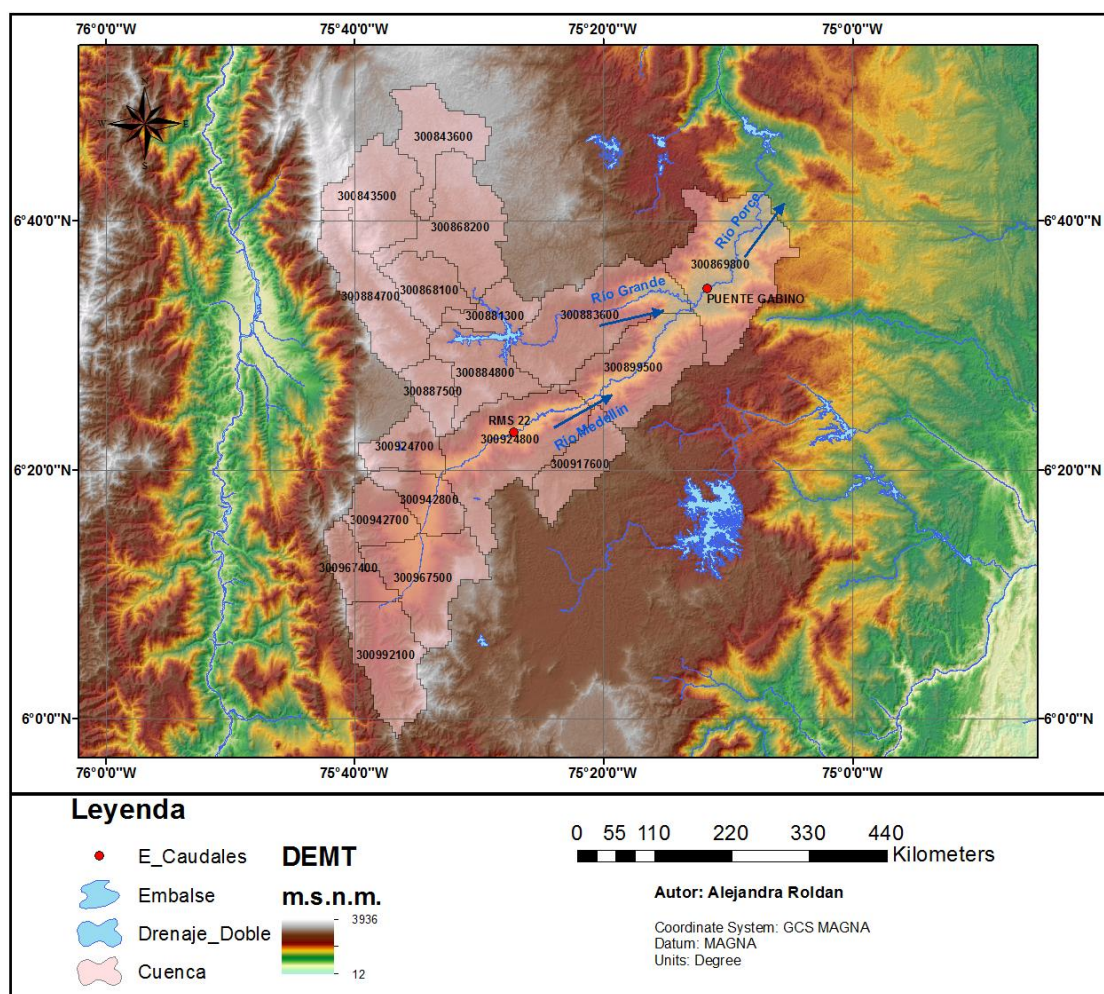 76°0'0"W 75°40'0"W 75°20'0"W 75°0'0"W
N
W E
S
300843600
300843500
6°40'0"N 6°40'0"N
300868200
Rio Porce
300869800
300868100
300884700
Rio Grande
PUENTE GABINO
300881300
300883600
300884800
300899500
300887500
RMS 22
Rio Medellin
300924800
300924700
6°20'0"N 6°20'0"N
300917600
300942800
300942700
300967400
300967500
300992100
6°0'0"N 6°0'0"N
76°0'0"W 75°40'0"W 75°20'0"W 75°0'0"W
Leyenda
E_Caudales
Embalse
Drenaje_Doble
Cuenca
DEMT
m.s.n.m.
3936
12
0 55 110 220 330 440
Kilometers
Autor: Alejandra Roldan
Coordinate System: GCS MAGNA
Datum: MAGNA
Units: Degree